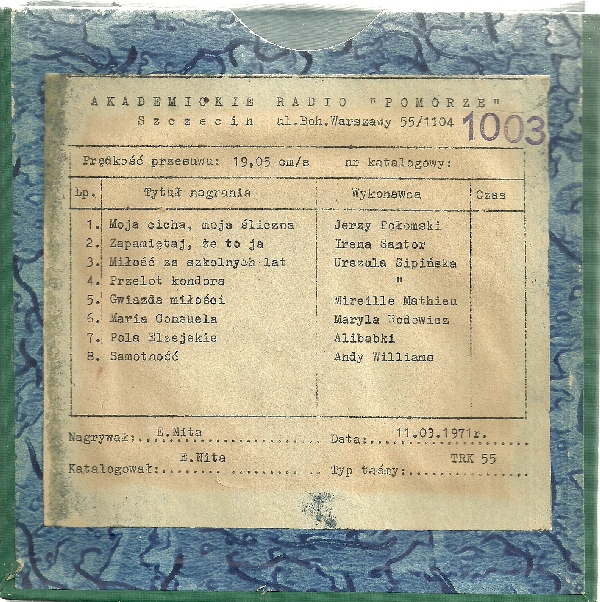 AKADEMICKIE RADIO "POMORZE"
Szczecin ul.Boh.Warszawy 55/1104 1003
Prędkość przesuwu: 19,05 cm/s nr katalogowy:
Lp. Tytuł nagrania Wykonawca Czas
1. Moja cicha, moja śliczna Jerzy Połomski
2. Zapamiętaj, że to ja Irena Santor
3. Miłość ze szkolnych lat Urszula Sipińska
4. Przelot kondora "
5. Gwiazda miłości Mireille Mathieu
6. Maria Consuela Maryla Rodowicz
7. Pola Elzejskie Alibabki
8. Samotność Andy Williams
Nagrywał: E.Nita Data: 11.03.1971r.
Katalogował: E.Nita Typ taśmy: TRK 55